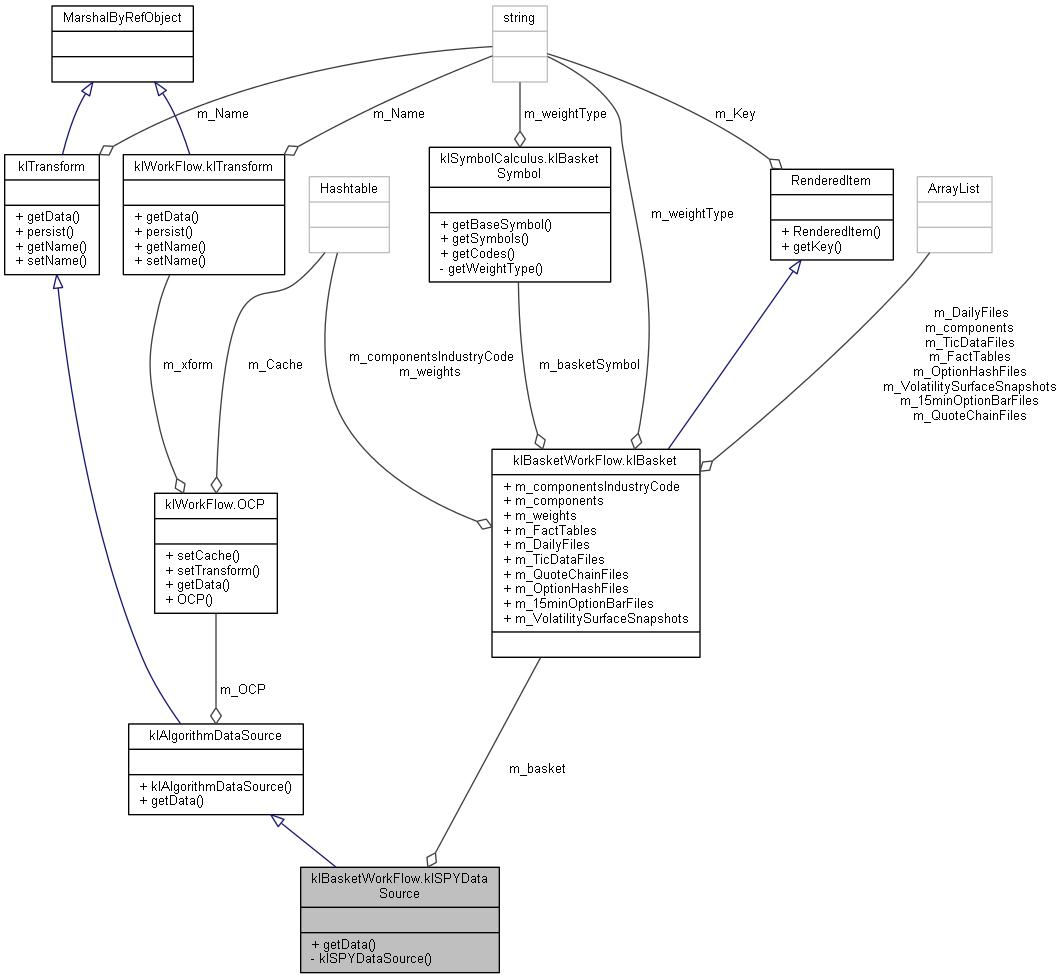 MarshalByRefObject
string
m_Name
m_Name
m_weightType
m_Key
klTransform
+ getData()
+ persist()
+ getName()
+ setName()
klWorkFlow.klTransform
+ getData()
+ persist()
+ getName()
+ setName()
Hashtable
klSymbolCalculus.klBasket
Symbol
+ getBaseSymbol()
+ getSymbols()
+ getCodes()
- getWeightType()
m_weightType
RenderedItem
+ RenderedItem()
+ getKey()
ArrayList
m_xform
m_Cache
m_componentsIndustryCode
m_weights
m_basketSymbol
m_DailyFiles
m_components
m_TicDataFiles
m_FactTables
m_OptionHashFiles
m_VolatilitySurfaceSnapshots
m_15minOptionBarFiles
m_QuoteChainFiles
klWorkFlow.OCP
+ setCache()
+ setTransform()
+ getData()
+ OCP()
klBasketWorkFlow.klBasket
+ m_componentsIndustryCode
+ m_components
+ m_weights
+ m_FactTables
+ m_DailyFiles
+ m_TicDataFiles
+ m_QuoteChainFiles
+ m_OptionHashFiles
+ m_15minOptionBarFiles
+ m_VolatilitySurfaceSnapshots
m_OCP
klAlgorithmDataSource
+ klAlgorithmDataSource()
+ getData()
m_basket
klBasketWorkFlow.klSPYData
Source
+ getData()
- klSPYDataSource()